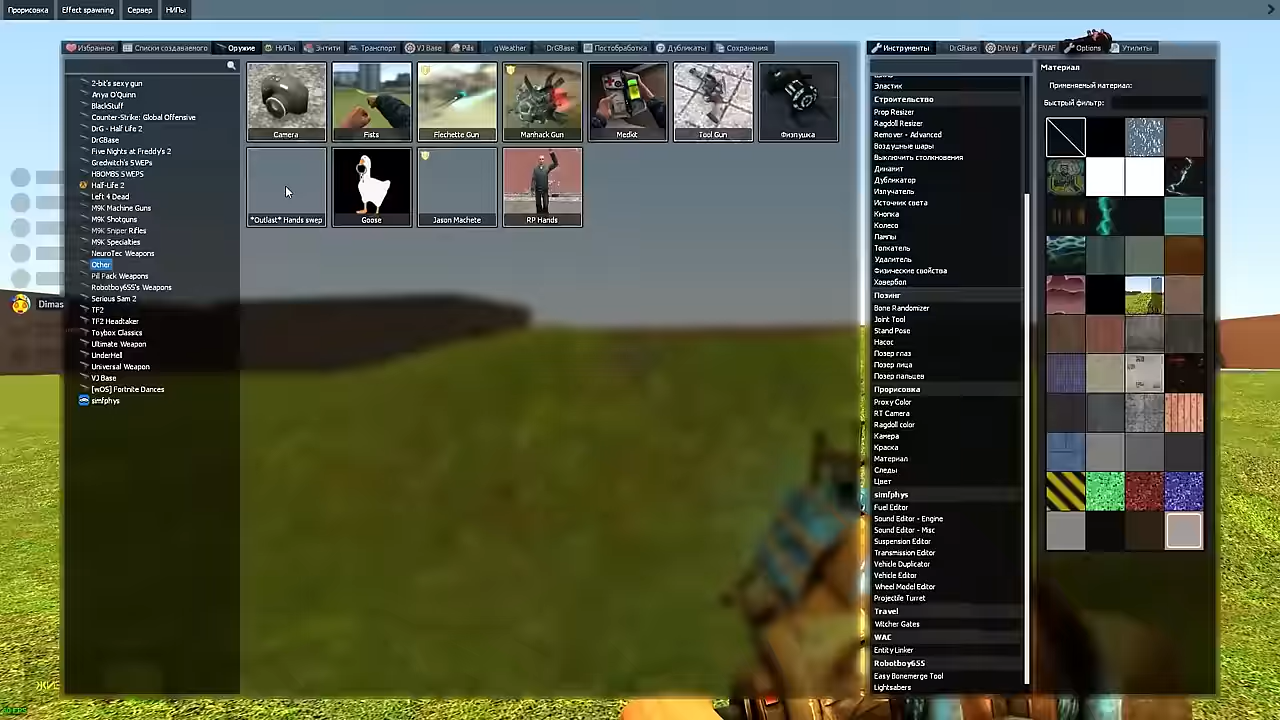 Прорисовка Effect spawning Сервер НИПы
Избранное Списки создаваемого Оружие НИПы Энтити Транспорт VJ Base Pills gWeather DrGBase Постобработка Дубликаты Сохранения
2-bit's sexy gun
Anya O'Quinn
BlackStuff
Counter-Strike: Global Offensive
DrG - Half Life 2
DrGBase
Five Nights at Freddy's 2
Gredwitch's SWEPs
HBOMBS SWEPS
Half-Life 2
Left 4 Dead
M9K Machine Guns
M9K Shotguns
M9K Sniper Rifles
M9K Specialties
NeuroTec Weapons
Other
Pill Pack Weapons
Robotboy655's Weapons
Serious Sam 2
TF2
TF2 Headtaker
Toybox Classics
Ultimate Weapon
UnderHell
Universal Weapon
VJ Base
[wOS] Fortnite Dances
simfphys
Camera Fists Flechette Gun Manhack Gun Medkit Tool Gun Физпушка
*Outlast* Hands swep Goose Jason Machete RP Hands
Dimas
Инструменты DrGBase DrVrej FNAF Options Утилиты
Эластик
Строительство
Prop Resizer
Ragdoll Resizer
Remover - Advanced
Воздушные шары
Выключить столкновения
Динамит
Дубликатор
Излучатель
Источник света
Кнопка
Колесо
Лампы
Толкатель
Удалитель
Физические свойства
Ховербол
Позинг
Bone Randomizer
Joint Tool
Stand Pose
Насос
Позер глаз
Позер лица
Позер пальцев
Прорисовка
Proxy Color
RT Camera
Ragdoll color
Камера
Краска
Материал
Следы
Цвет
simfphys
Fuel Editor
Sound Editor - Engine
Sound Editor - Misc
Suspension Editor
Transmission Editor
Vehicle Duplicator
Vehicle Editor
Wheel Model Editor
Projectile Turret
Travel
Witcher Gates
WAC
Entity Linker
Robotboy655
Easy Bonemerge Tool
Lightsabers
Материал
Применяемый материал:
Быстрый фильтр: